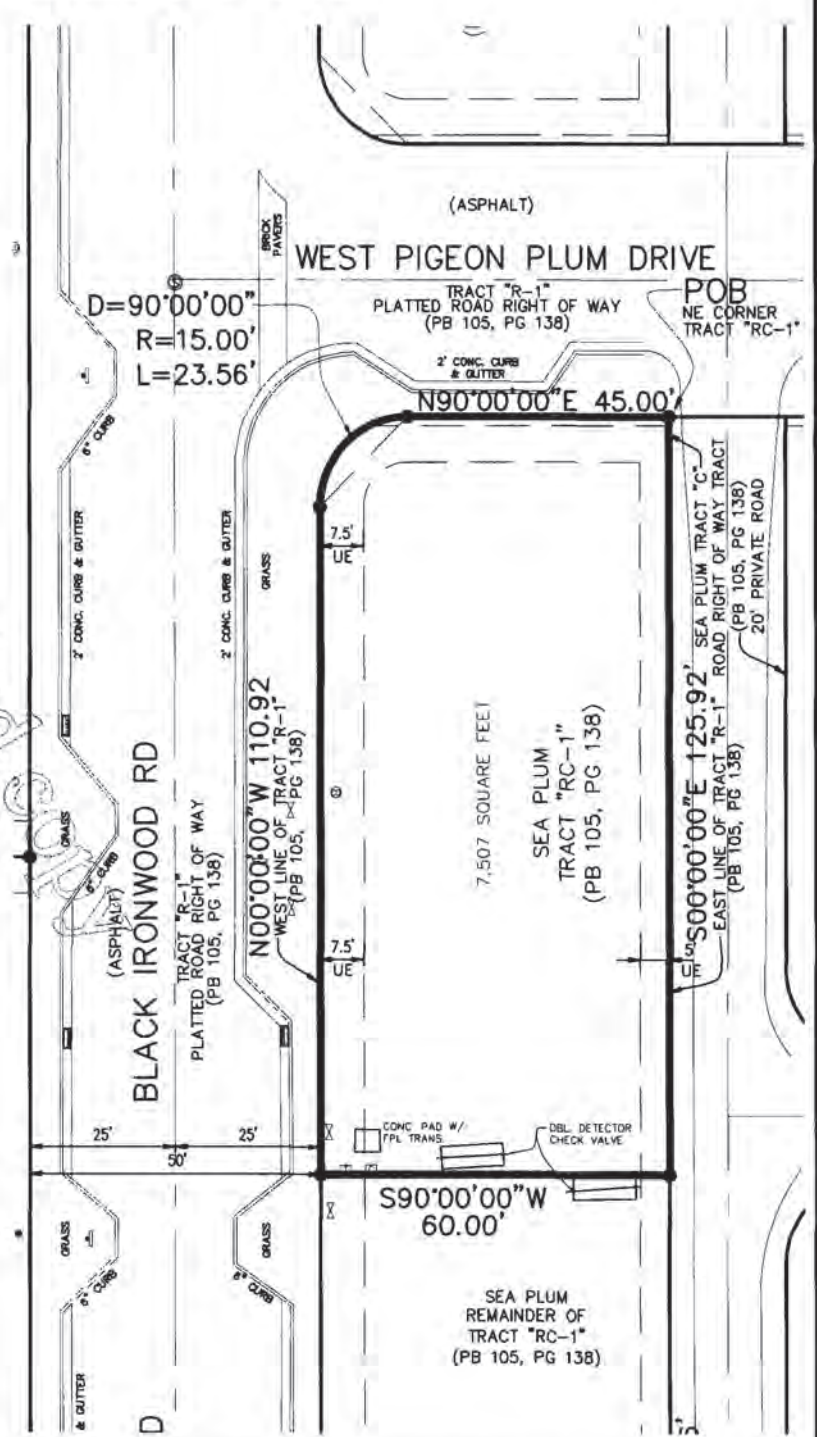 (ASPHALT)
BRICK
PAVERS
WEST PIGEON PLUM DRIVE
TRACT "R-1"
PLATTED ROAD RIGHT OF WAY
(PB 105, PG 138)
POB
NE CORNER
TRACT "RC-1"
D=90°00'00"
R=15.00'
L=23.56'
2' CONC. CURB
& GUTTER
N90°00'00"E 45.00'
6" CURB
2' CONC. CURB & GUTTER
2' CONC. CURB & GUTTER
GRASS
7.5'
UE
SEA PLUM TRACT "C"
ROAD RIGHT OF WAY TRACT
(PB 105, PG 138)
20' PRIVATE ROAD
S00°00'00"E 125.92'
EAST LINE OF TRACT "R-1"
(PB 105, PG 138)
N00°00'00"W 110.92
WEST LINE OF TRACT "R-1"
(PB 105, PG 138)
7,507 SQUARE FEET
SEA PLUM
TRACT "RC-1"
(PB 105, PG 138)
GRASS
6" CURB
(ASPHALT)
BLACK IRONWOOD RD
TRACT "R-1"
PLATTED ROAD RIGHT OF WAY
(PB 105, PG 138)
7.5'
UE
5'
UE
25'
25'
50'
CONC PAD W/
FPL TRANS
DBL DETECTOR
CHECK VALVE
S90°00'00"W
60.00'
GRASS
6" CURB
GRASS
6" CURB
SEA PLUM
REMAINDER OF
TRACT "RC-1"
(PB 105, PG 138)
& GUTTER
D